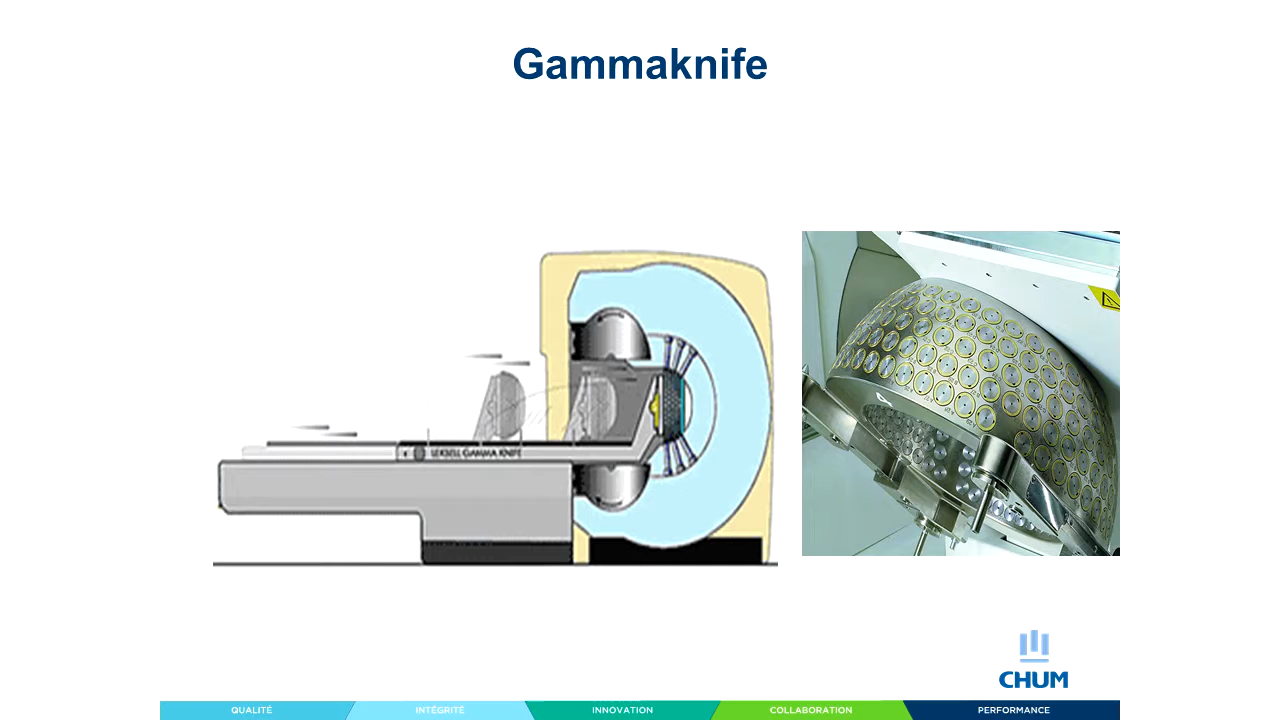 Gammaknife
LEKSELL GAMMA KNIFE
CHUM
QUALITÉ
INTÉGRITÉ
INNOVATION
COLLABORATION
PERFORMANCE